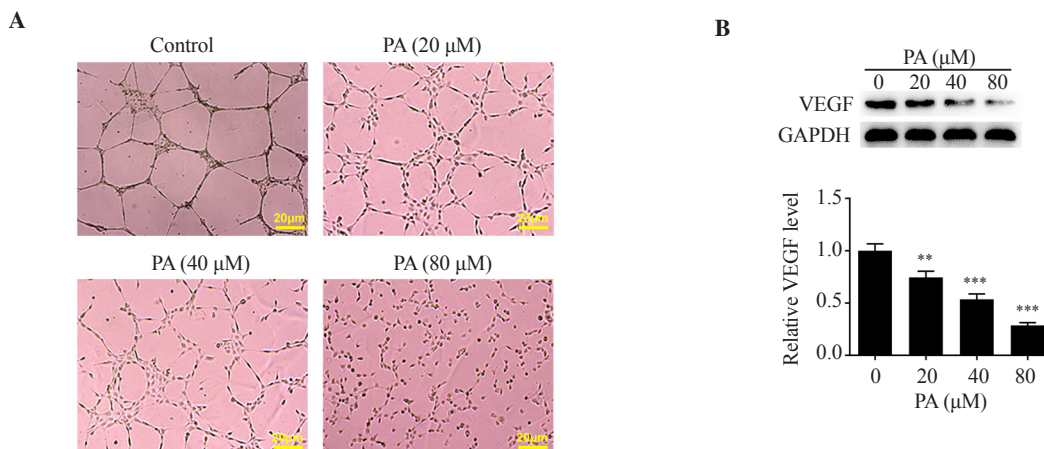 A
Control
PA (20 μM)
20μm
20μm
PA (40 μM)
PA (80 μM)
20μm
20μm
B
PA (μM)
0 20 40 80
VEGF
GAPDH
Relative VEGF level
1.5
1.0
0.5
0.0
**
***
***
0 20 40 80
PA (μM)